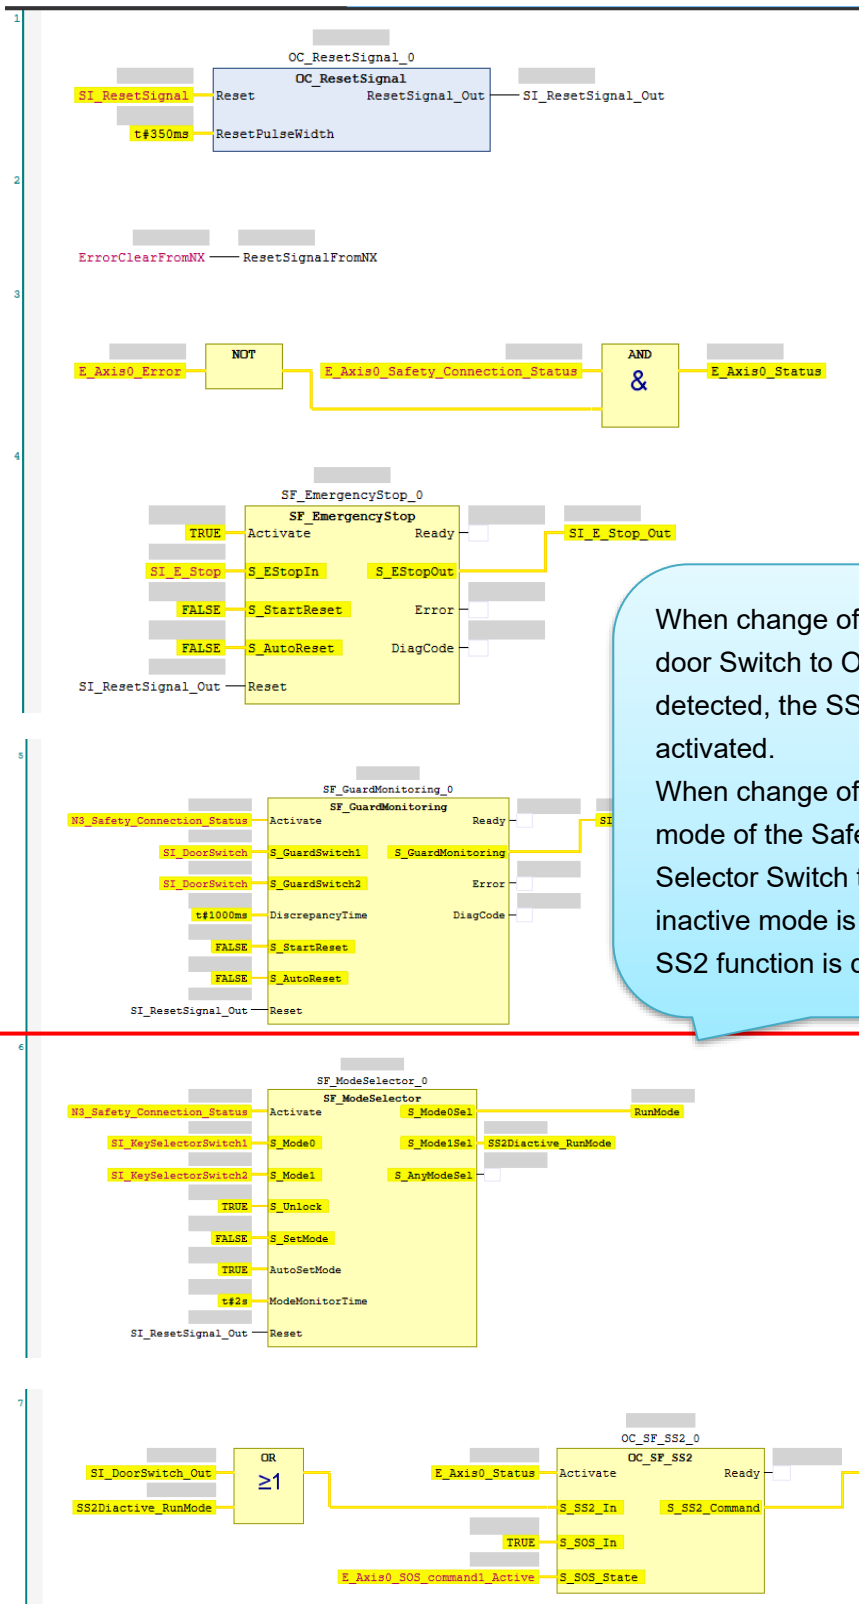 1
OC_ResetSignal_0
OC_ResetSignal
SI_ResetSignal
Reset
ResetSignal_Out
SI_ResetSignal_Out
t#350ms
ResetPulseWidth
2
ErrorClearFromNX
ResetSignalFromNX
3
NOT
AND
E_Axis0_Error
E_Axis0_Safety_Connection_Status
&
E_Axis0_Status
4
SF_EmergencyStop_0
SF_EmergencyStop
TRUE
Activate
Ready
SI_E_Stop_Out
SI_E_Stop
S_EStopIn
S_EStopOut
FALSE
S_StartReset
Error
FALSE
S_AutoReset
DiagCode
SI_ResetSignal_Out
Reset
When change of
door Switch to O
detected, the SS
activated.
When change of
mode of the Safe
Selector Switch t
inactive mode is
SS2 function is d
5
SF_GuardMonitoring_0
SF_GuardMonitoring
N3_Safety_Connection_Status
Activate
Ready
SI
SI_DoorSwitch
S_GuardSwitch1
S_GuardMonitoring
SI_DoorSwitch
S_GuardSwitch2
Error
t#1000ms
DiscrepancyTime
DiagCode
FALSE
S_StartReset
FALSE
S_AutoReset
SI_ResetSignal_Out
Reset
6
SF_ModeSelector_0
SF_ModeSelector
N3_Safety_Connection_Status
Activate
S_Mode0Sel
RunMode
SI_KeySelectorSwitch1
S_Mode0
S_Mode1Sel
SS2Diactive_RunMode
SI_KeySelectorSwitch2
S_Mode1
S_AnyModeSel
TRUE
S_Unlock
FALSE
S_SetMode
TRUE
AutoSetMode
t#2s
ModeMonitorTime
SI_ResetSignal_Out
Reset
7
OC_SF_SS2_0
OR
OC_SF_SS2
SI_DoorSwitch_Out
≥1
E_Axis0_Status
Activate
Ready
SS2Diactive_RunMode
S_SS2_In
S_SS2_Command
TRUE
S_SOS_In
E_Axis0_SOS_command1_Active
S_SOS_State